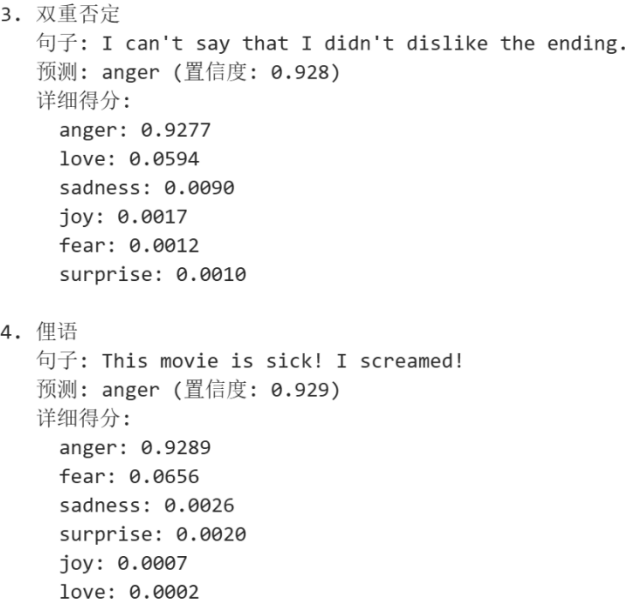 3. 双重否定
句子: I can't say that I didn't dislike the ending.
预测: anger (置信度: 0.928)
详细得分:
anger: 0.9277
love: 0.0594
sadness: 0.0090
joy: 0.0017
fear: 0.0012
surprise: 0.0010
4. 俚语
句子: This movie is sick! I screamed!
预测: anger (置信度: 0.929)
详细得分:
anger: 0.9289
fear: 0.0656
sadness: 0.0026
surprise: 0.0020
joy: 0.0007
love: 0.0002